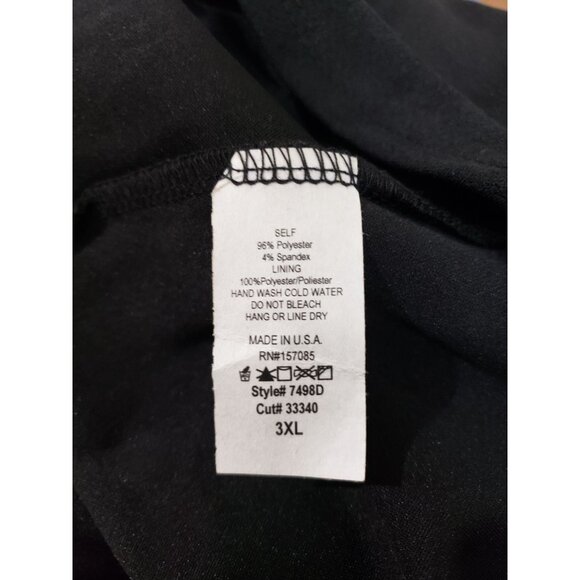 SELF
96% Polyester
4% Spandex
LINING
100%Polyester/Poliester
HAND WASH COLD WATER
DO NOT BLEACH
HANG OR LINE DRY
MADE IN U.S.A.
RN#157085
Style# 7498D
Cut# 33340
3XL